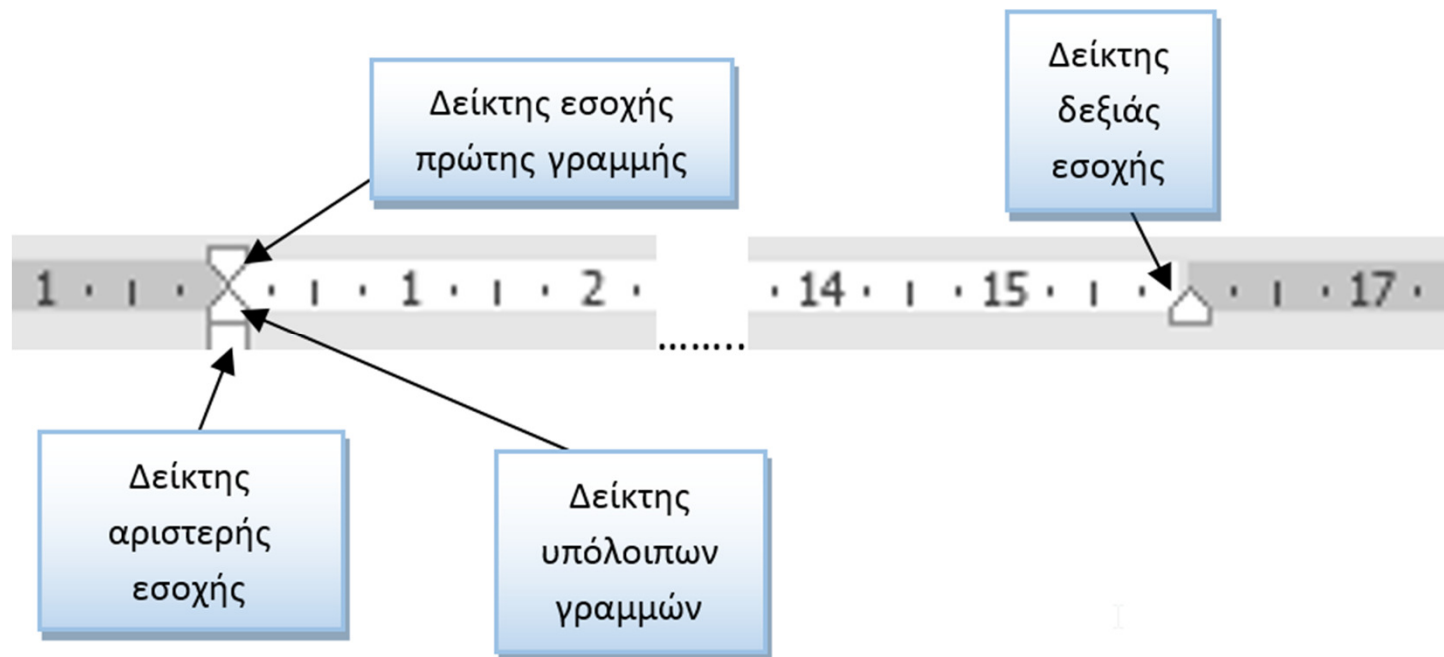 Δείκτης εσοχής
πρώτης γραμμής
Δείκτης
δεξιάς
εσοχής
1 1 2 ........ 14 15 17
Δείκτης
αριστερής
εσοχής
Δείκτης
υπόλοιπων
γραμμών